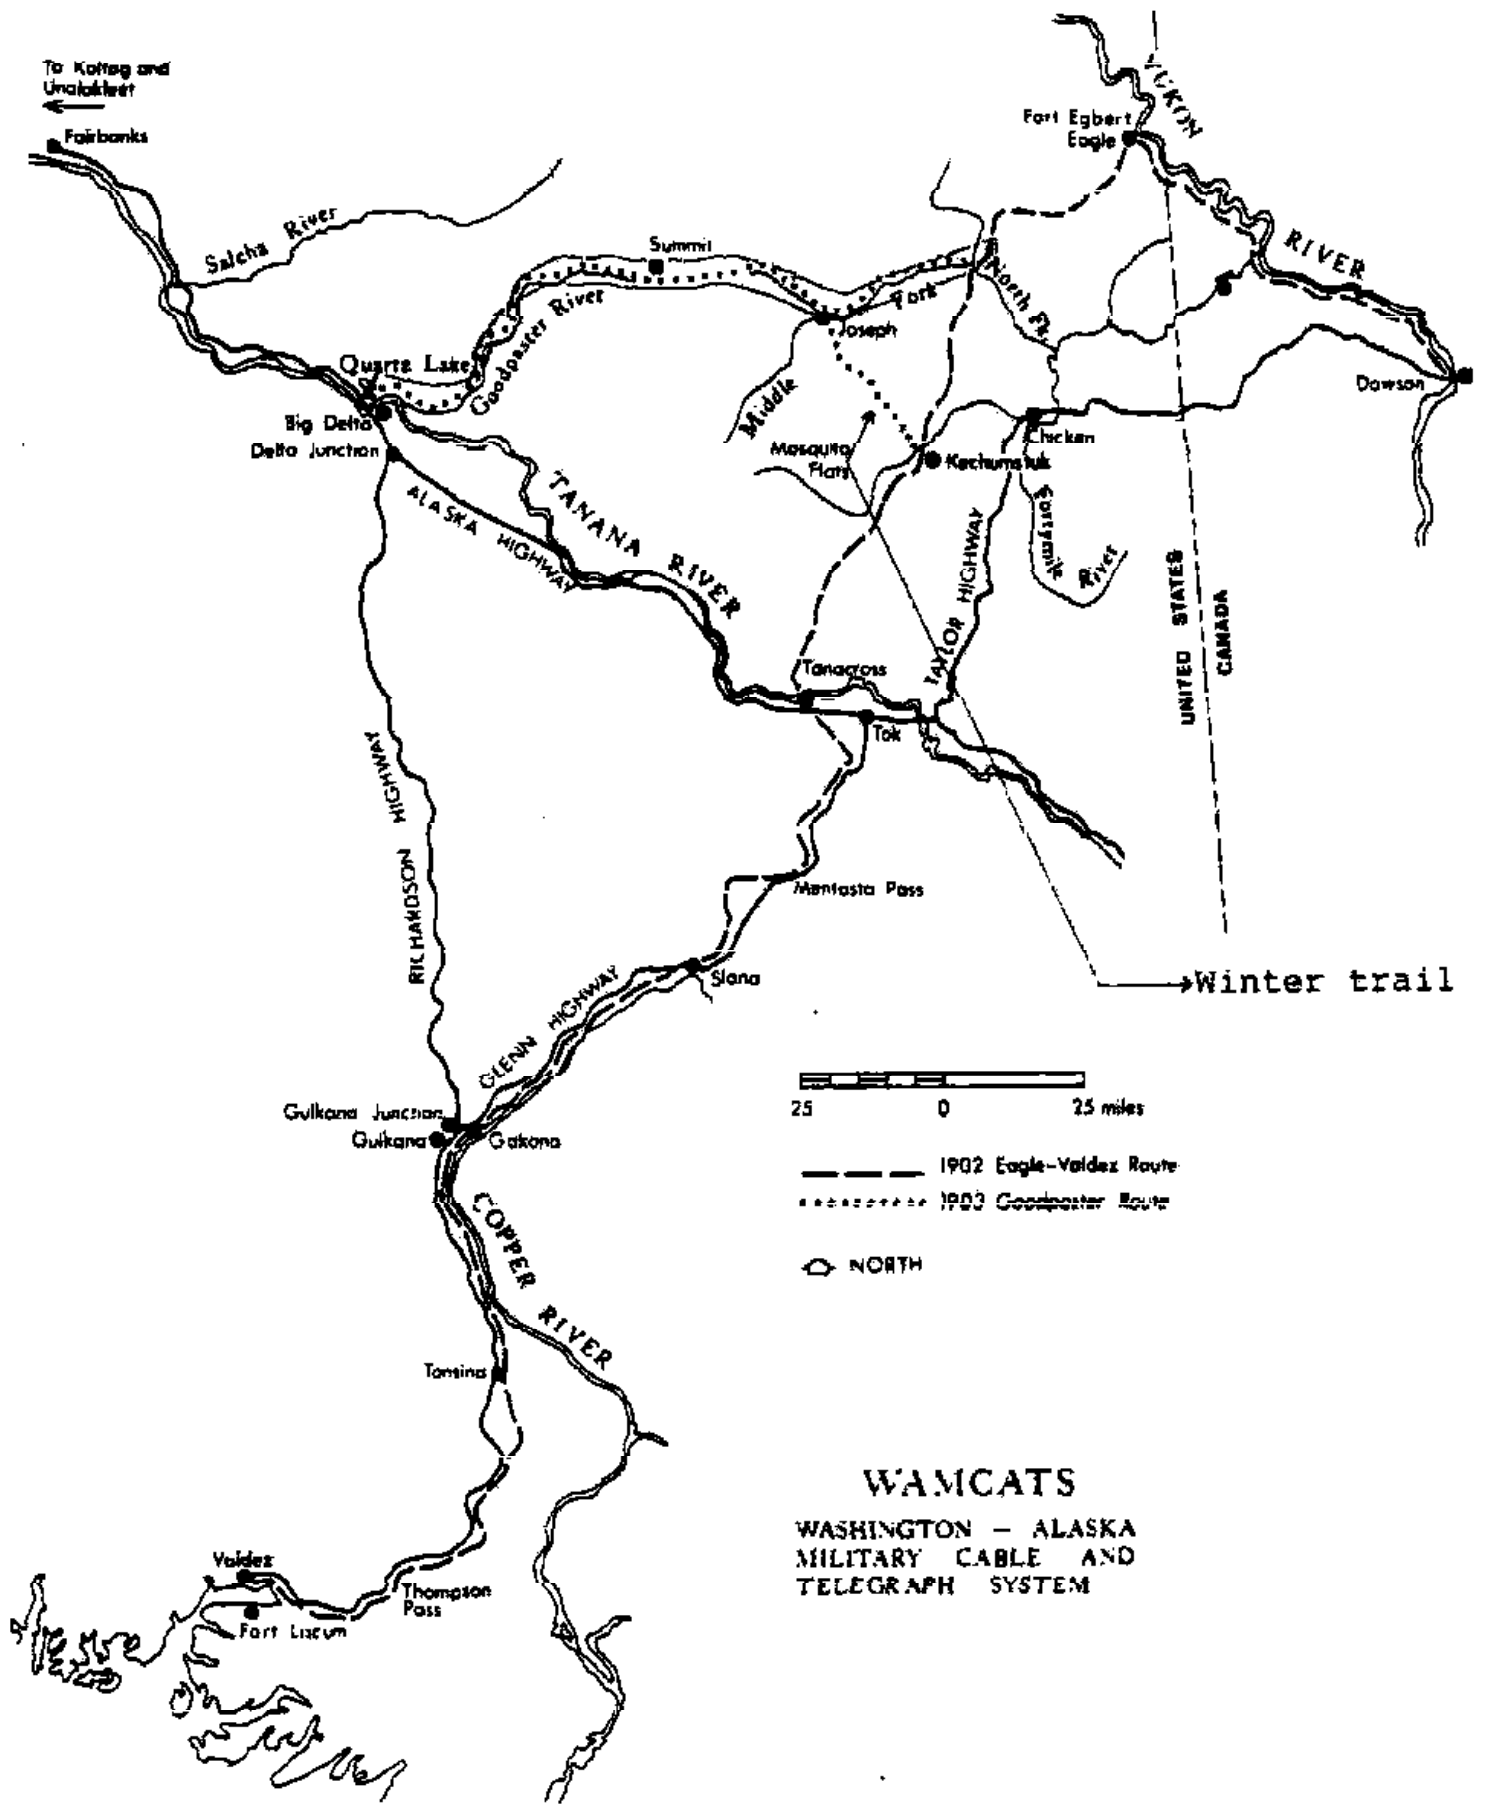 To Kaltag and
Unalakleet
Fairbanks
Salcha River
YUKON
RIVER
Fort Egbert
Eagle
Summit
Goodpaster River
Quartz Lake
Joseph
Fork
North Fk.
Middle
Big Delta
Delta Junction
Dawson
Chicken
Mosquito
Flats
Kechumstuk
Fortymile
River
ALASKA HIGHWAY
TANANA RIVER
TAYLOR HIGHWAY
UNITED STATES
CANADA
Tanacross
Tok
RICHARDSON HIGHWAY
Mentasta Pass
Slana
Winter trail
GLENN HIGHWAY
25 0 25 miles
Gulkana Junction
Gulkana
Gakona
1902 Eagle-Valdez Route
1903 Goodpaster Route
NORTH
COPPER RIVER
Tonsina
WAMCATS
WASHINGTON - ALASKA
MILITARY CABLE AND
TELEGRAPH SYSTEM
Valdez
Thompson
Pass
Fort Liscum